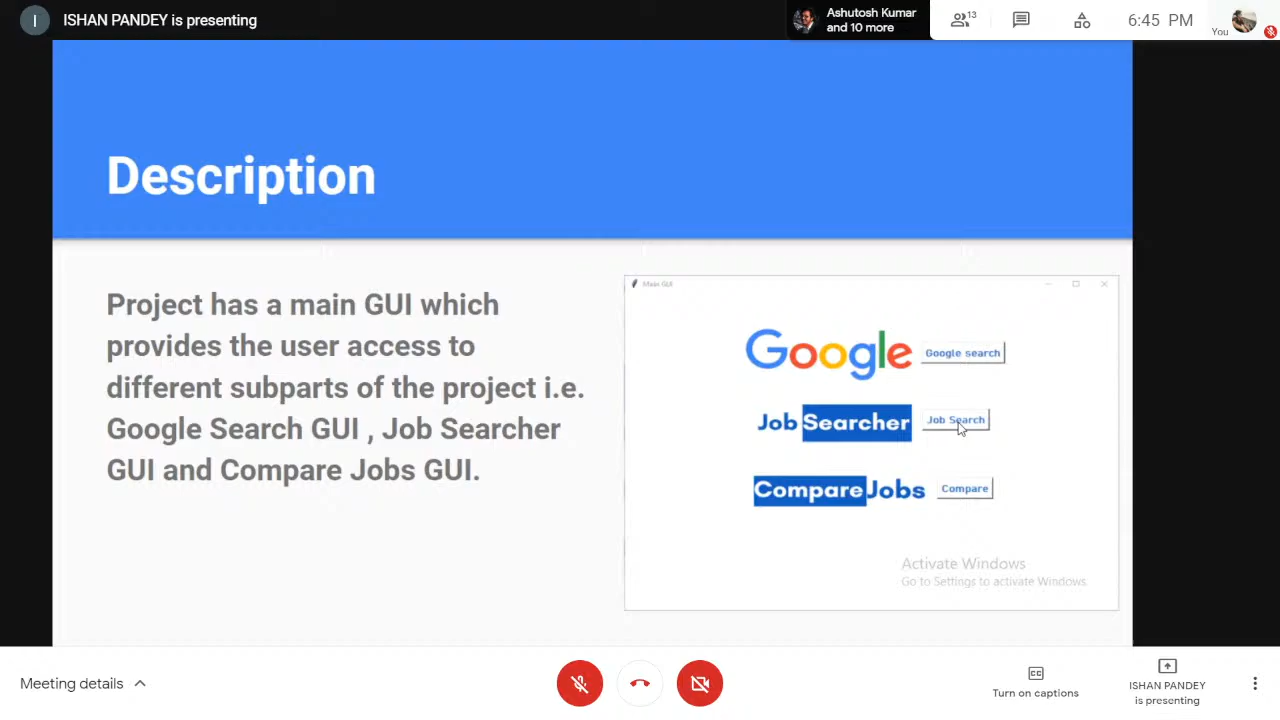 I
ISHAN PANDEY is presenting
Ashutosh Kumar
and 10 more
13
6:45 PM
You
Description
Project has a main GUI which
provides the user access to
different subparts of the project i.e.
Google Search GUI , Job Searcher
GUI and Compare Jobs GUI.
Main GUI
Google
Google search
Job Searcher
Job Search
Compare Jobs
Compare
Activate Windows
Go to Settings to activate Windows.
Meeting details
CC
Turn on captions
ISHAN PANDEY
is presenting